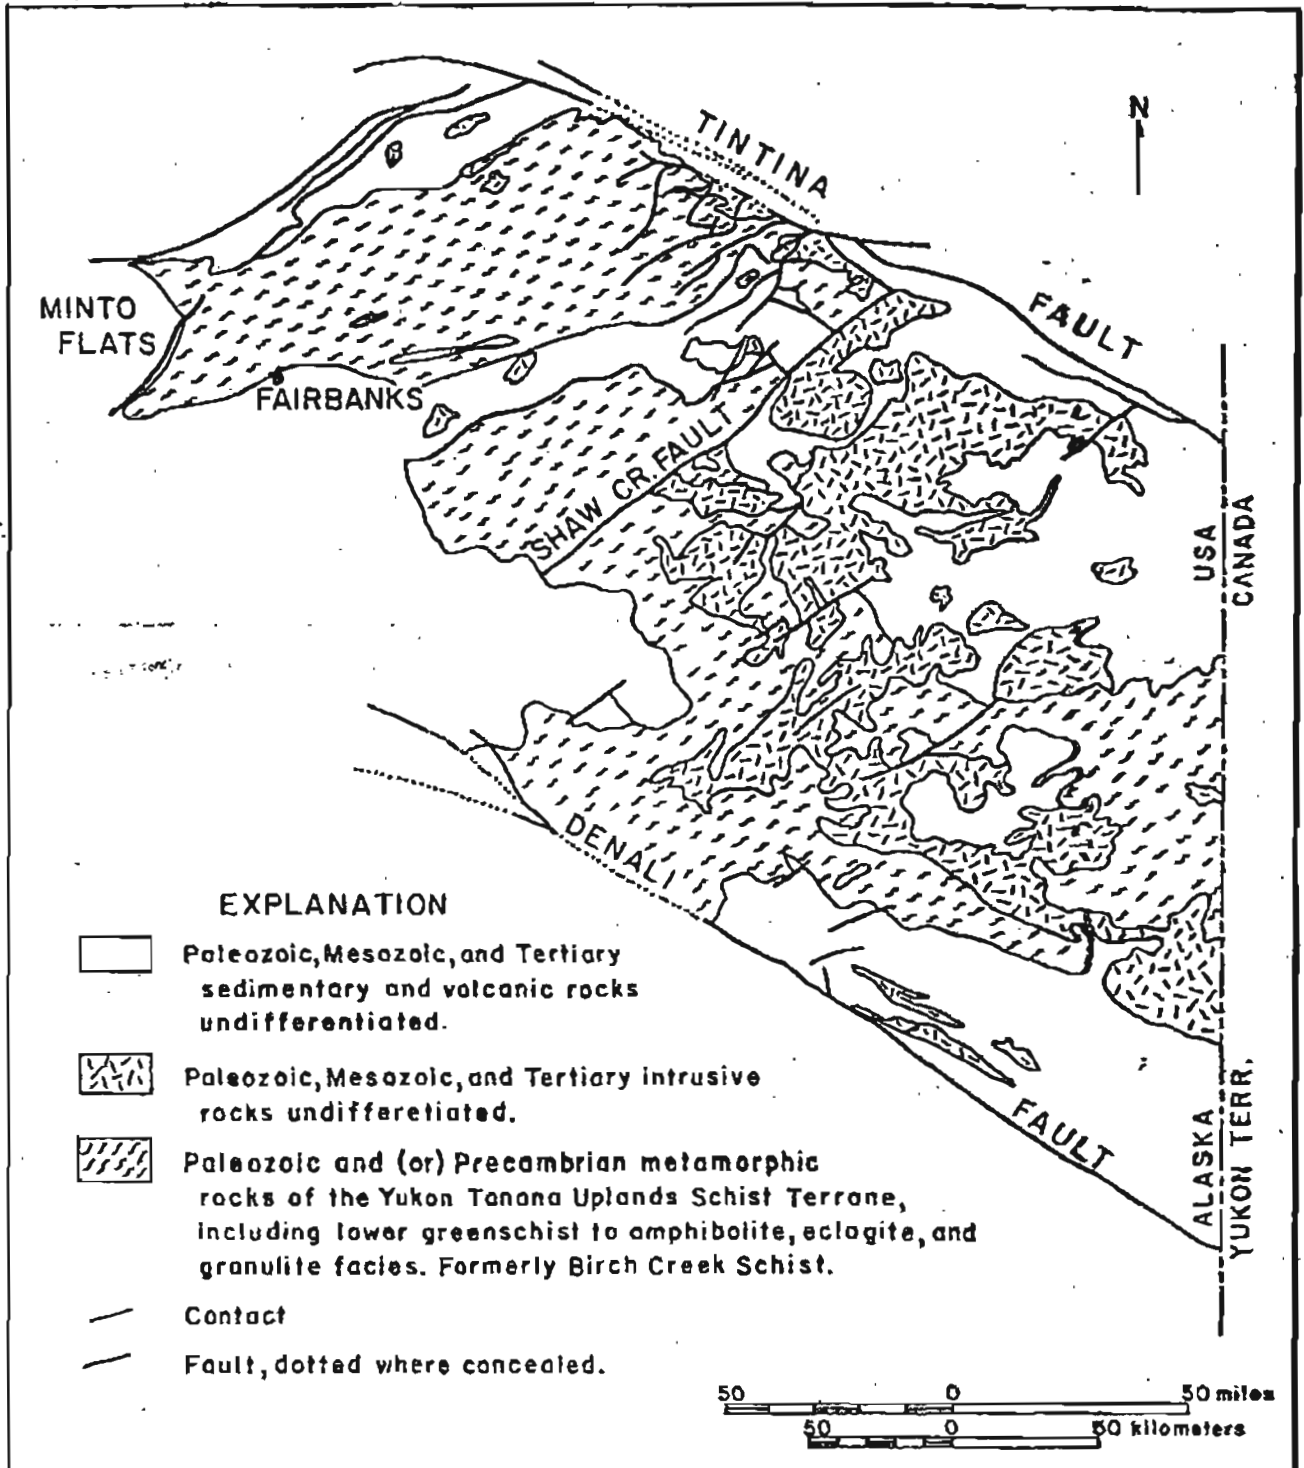 N
TINTINA
FAULT
MINTO
FLATS
FAIRBANKS
SHAW CR. FAULT
USA
CANADA
DENALI
FAULT
ALASKA
YUKON TERR.
EXPLANATION
Paleozoic, Mesozoic, and Tertiary
sedimentary and volcanic rocks
undifferentiated.
Paleozoic, Mesozoic, and Tertiary intrusive
rocks undifferetiated.
Paleozoic and (or) Precambrian metamorphic
rocks of the Yukon Tanana Uplands Schist Terrane,
including lower greenschist to amphibolite, eclogite, and
granulite facies. Formerly Birch Creek Schist.
Contact
Fault, dotted where concealed.
50 0 50 miles
50 0 50 kilometers